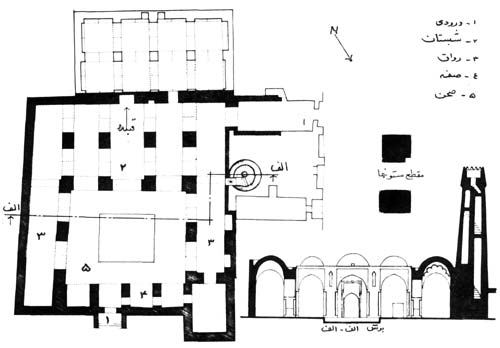 ۱ - ورودی
۲ - شبستان
۳ - رواق
۴ - صفه
۵ - صحن
N
قبله
۱
۲
الف
مقطع ستونها
الف
۳
۳
۵
۴
۱
برش الف - الف